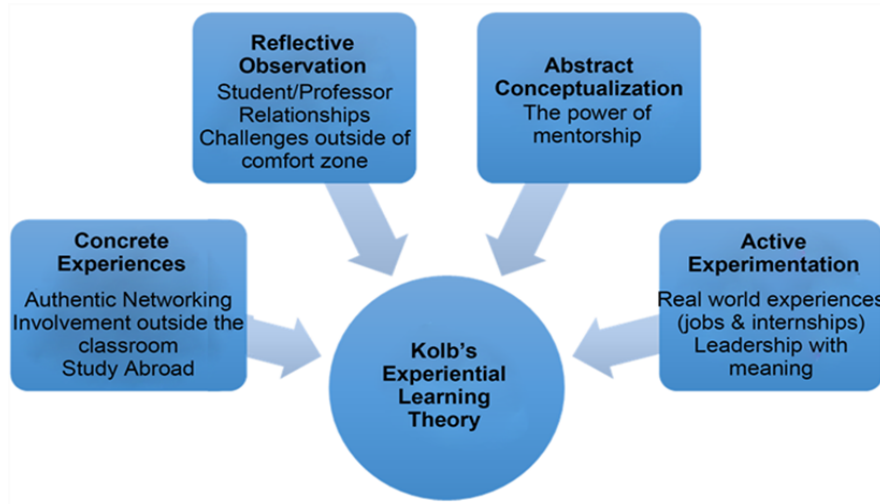 Reflective
Observation
Student/Professor
Relationships
Challenges outside of
comfort zone
Abstract
Conceptualization
The power of
mentorship
Concrete
Experiences
Authentic Networking
Involvement outside the
classroom
Study Abroad
Active
Experimentation
Real world experiences
(jobs & internships)
Leadership with
meaning
Kolb's
Experiential
Learning
Theory